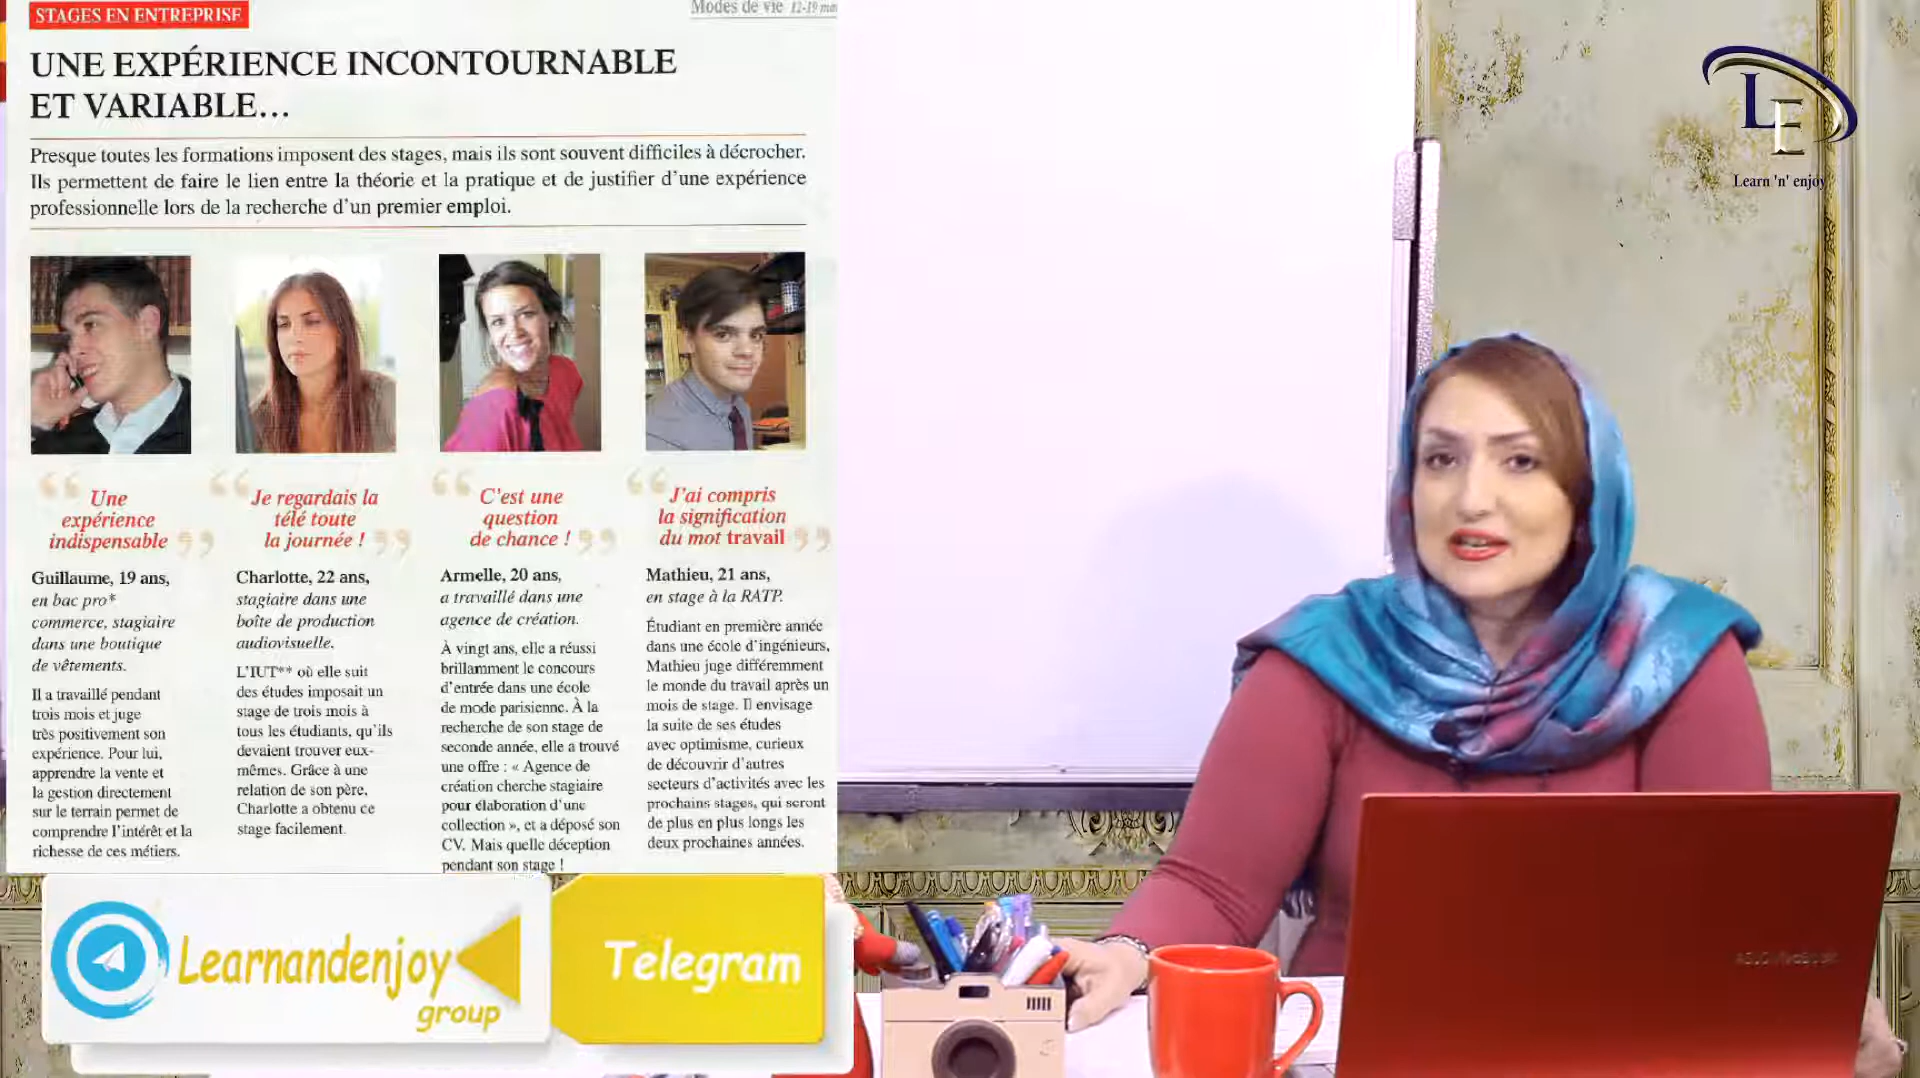 STAGES EN ENTREPRISE
Modes de vie 12-19
UNE EXPÉRIENCE INCONTOURNABLE
ET VARIABLE…
Presque toutes les formations imposent des stages, mais ils sont souvent difficiles à décrocher.
Ils permettent de faire le lien entre la théorie et la pratique et de justifier d'une expérience
professionnelle lors de la recherche d'un premier emploi.
“ Une
expérience
indispensable ”
Guillaume, 19 ans,
en bac pro*
commerce, stagiaire
dans une boutique
de vêtements.
Il a travaillé pendant
trois mois et juge
très positivement son
expérience. Pour lui,
apprendre la vente et
la gestion directement
sur le terrain permet de
comprendre l'intérêt et la
richesse de ces métiers.
“ Je regardais la
télé toute
la journée ! ”
Charlotte, 22 ans,
stagiaire dans une
boîte de production
audiovisuelle.
L'IUT** où elle suit
des études imposait un
stage de trois mois à
tous les étudiants, qu'ils
devaient trouver eux-
mêmes. Grâce à une
relation de son père,
Charlotte a obtenu ce
stage facilement.
“ C'est une
question
de chance ! ”
Armelle, 20 ans,
a travaillé dans une
agence de création.
À vingt ans, elle a réussi
brillamment le concours
d'entrée dans une école
de mode parisienne. À la
recherche de son stage de
seconde année, elle a trouvé
une offre : « Agence de
création cherche stagiaire
pour élaboration d'une
collection », et a déposé son
CV. Mais quelle déception
pendant son stage !
“ J'ai compris
la signification
du mot travail ”
Mathieu, 21 ans,
en stage à la RATP.
Étudiant en première année
dans une école d'ingénieurs,
Mathieu juge différemment
le monde du travail après un
mois de stage. Il envisage
la suite de ses études
avec optimisme, curieux
de découvrir d'autres
secteurs d'activités avec les
prochains stages, qui seront
de plus en plus longs les
deux prochaines années.
LE
Learn 'n' enjoy
Learnandenjoy
group
Telegram